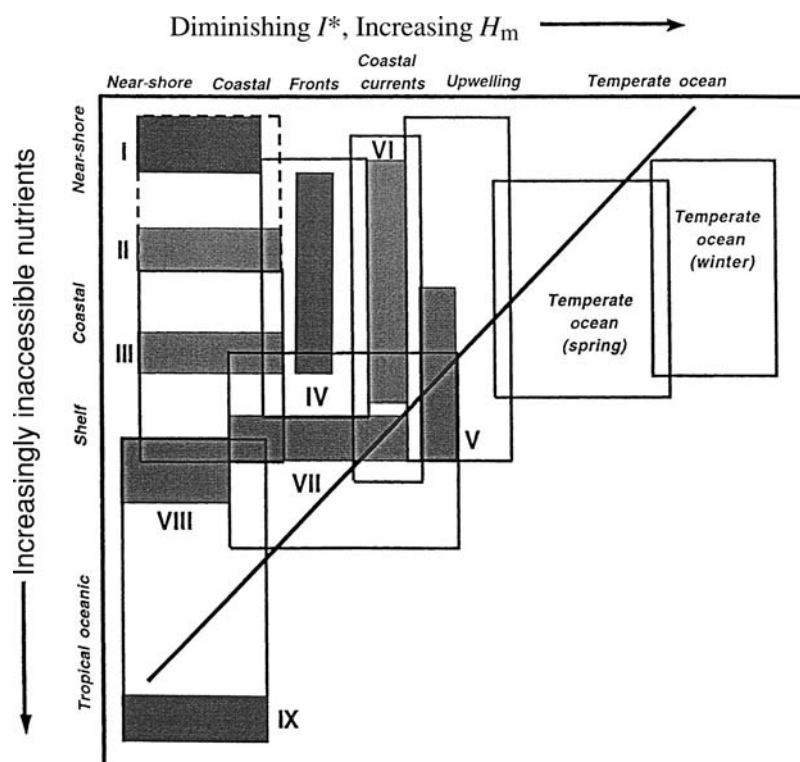 Diminishing I*, Increasing Hm
Near-shore
Coastal
Fronts
Coastal
currents
Upwelling
Temperate ocean
Increasingly inaccessible nutrients
Near-shore
Coastal
Shelf
Tropical oceanic
I
II
III
IV
V
VI
VII
VIII
IX
Temperate
ocean
(spring)
Temperate
ocean
(winter)